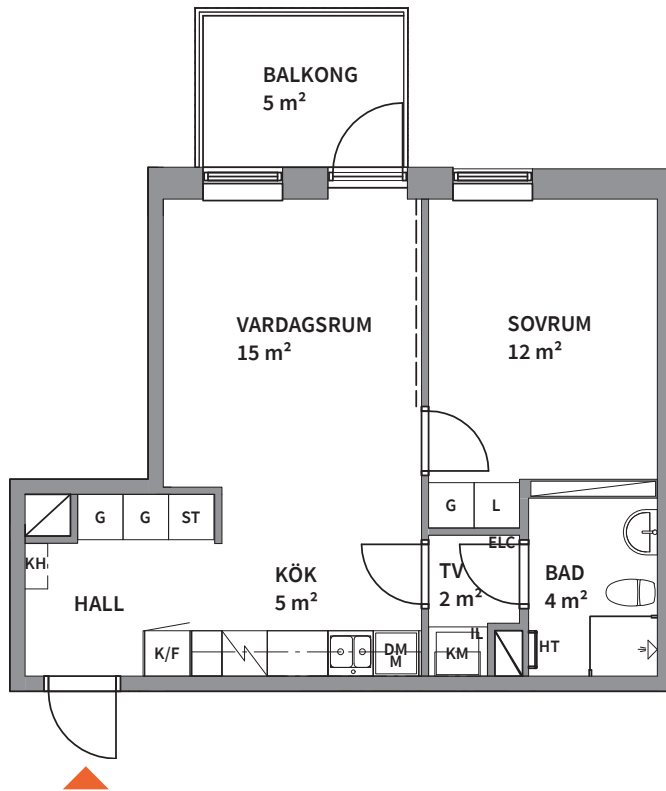 BALKONG
5 m²
VARDAGSRUM
15 m²
SOVRUM
12 m²
G
G
ST
G
L
ELC
KH
HALL
KÖK
5 m²
TV
2 m²
BAD
4 m²
K/F
DM
M
KM
IL
HT